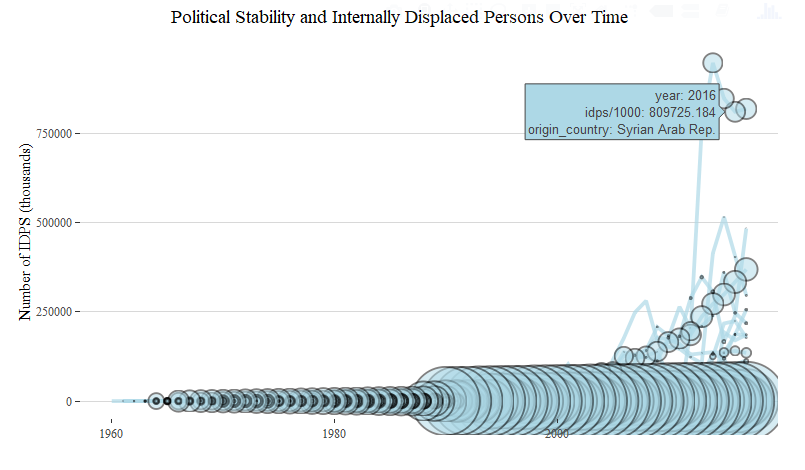 Political Stability and Internally Displaced Persons Over Time
year: 2016
idps/1000: 809725.184
origin_country: Syrian Arab Rep.
Number of IDPS (thousands)
750000
500000
250000
0
1960
1980
2000